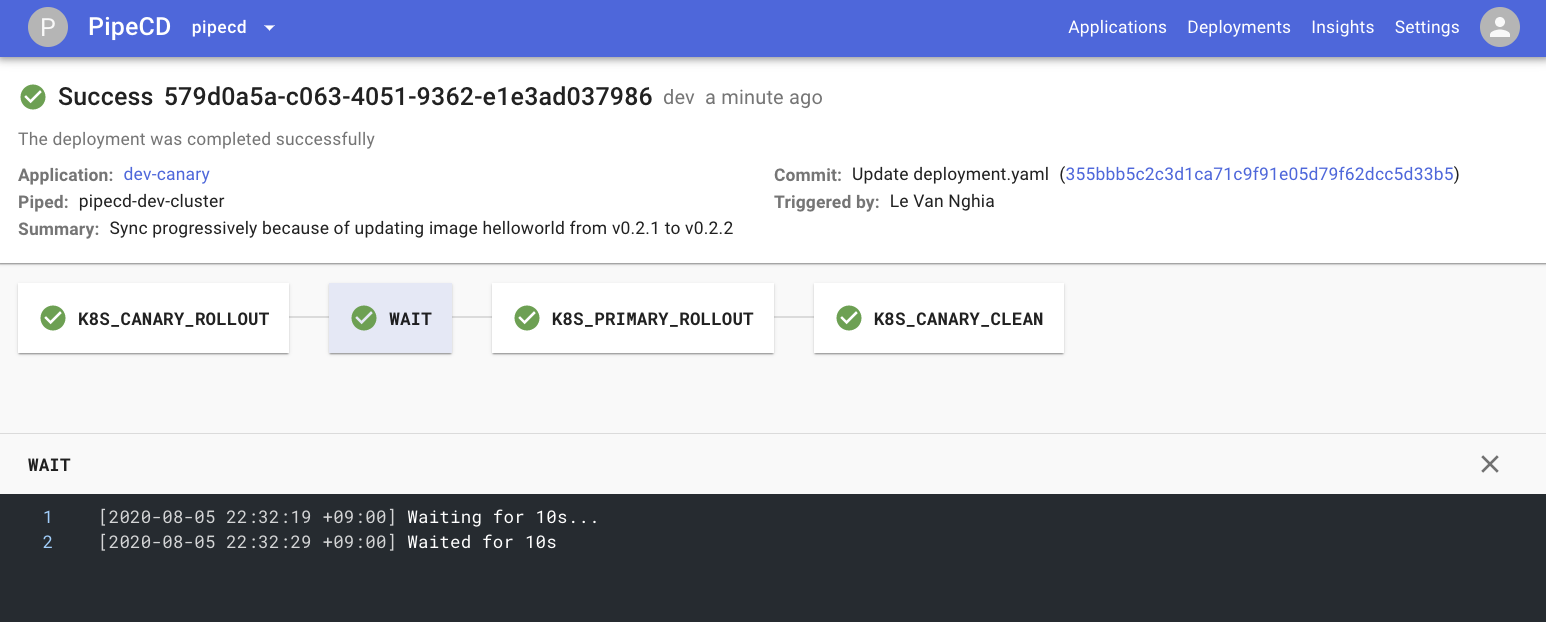 P PipeCD pipecd Applications Deployments Insights Settings
Success 579d0a5a-c063-4051-9362-e1e3ad037986 dev a minute ago
The deployment was completed successfully
Application: dev-canary
Piped: pipecd-dev-cluster
Summary: Sync progressively because of updating image helloworld from v0.2.1 to v0.2.2
Commit: Update deployment.yaml (355bbb5c2c3d1ca71c9f91e05d79f62dcc5d33b5)
Triggered by: Le Van Nghia
K8S_CANARY_ROLLOUT WAIT K8S_PRIMARY_ROLLOUT K8S_CANARY_CLEAN
WAIT
1 [2020-08-05 22:32:19 +09:00] Waiting for 10s...
2 [2020-08-05 22:32:29 +09:00] Waited for 10s